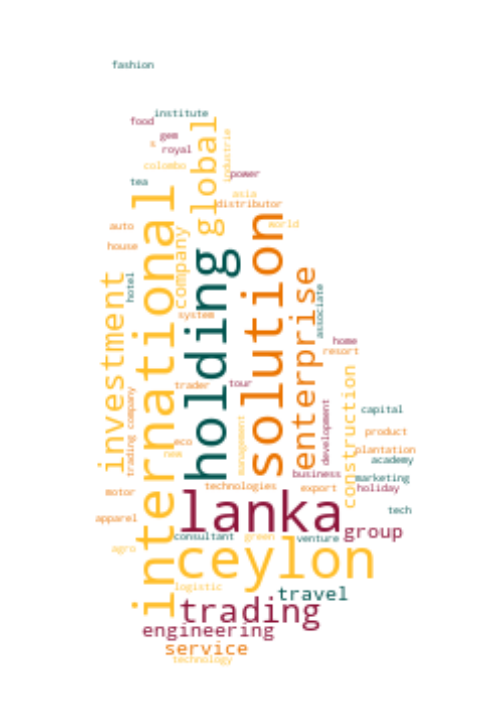 fashion
institute
food
global
gem
industrie
&
royal
colombo
power
tea
international
asia
distributor
solution
auto
company
world
house
holding
investment
hotel
enterprise
associate
system
home
resort
construction
trader
tour
trading company
development
capital
management
product
eco
new
plantation
academy
business
marketing
technologies
export
holiday
motor
lanka
tech
apparel
group
consultant
green
venture
agro
ceylon
logistic
travel
trading
engineering
service
technology